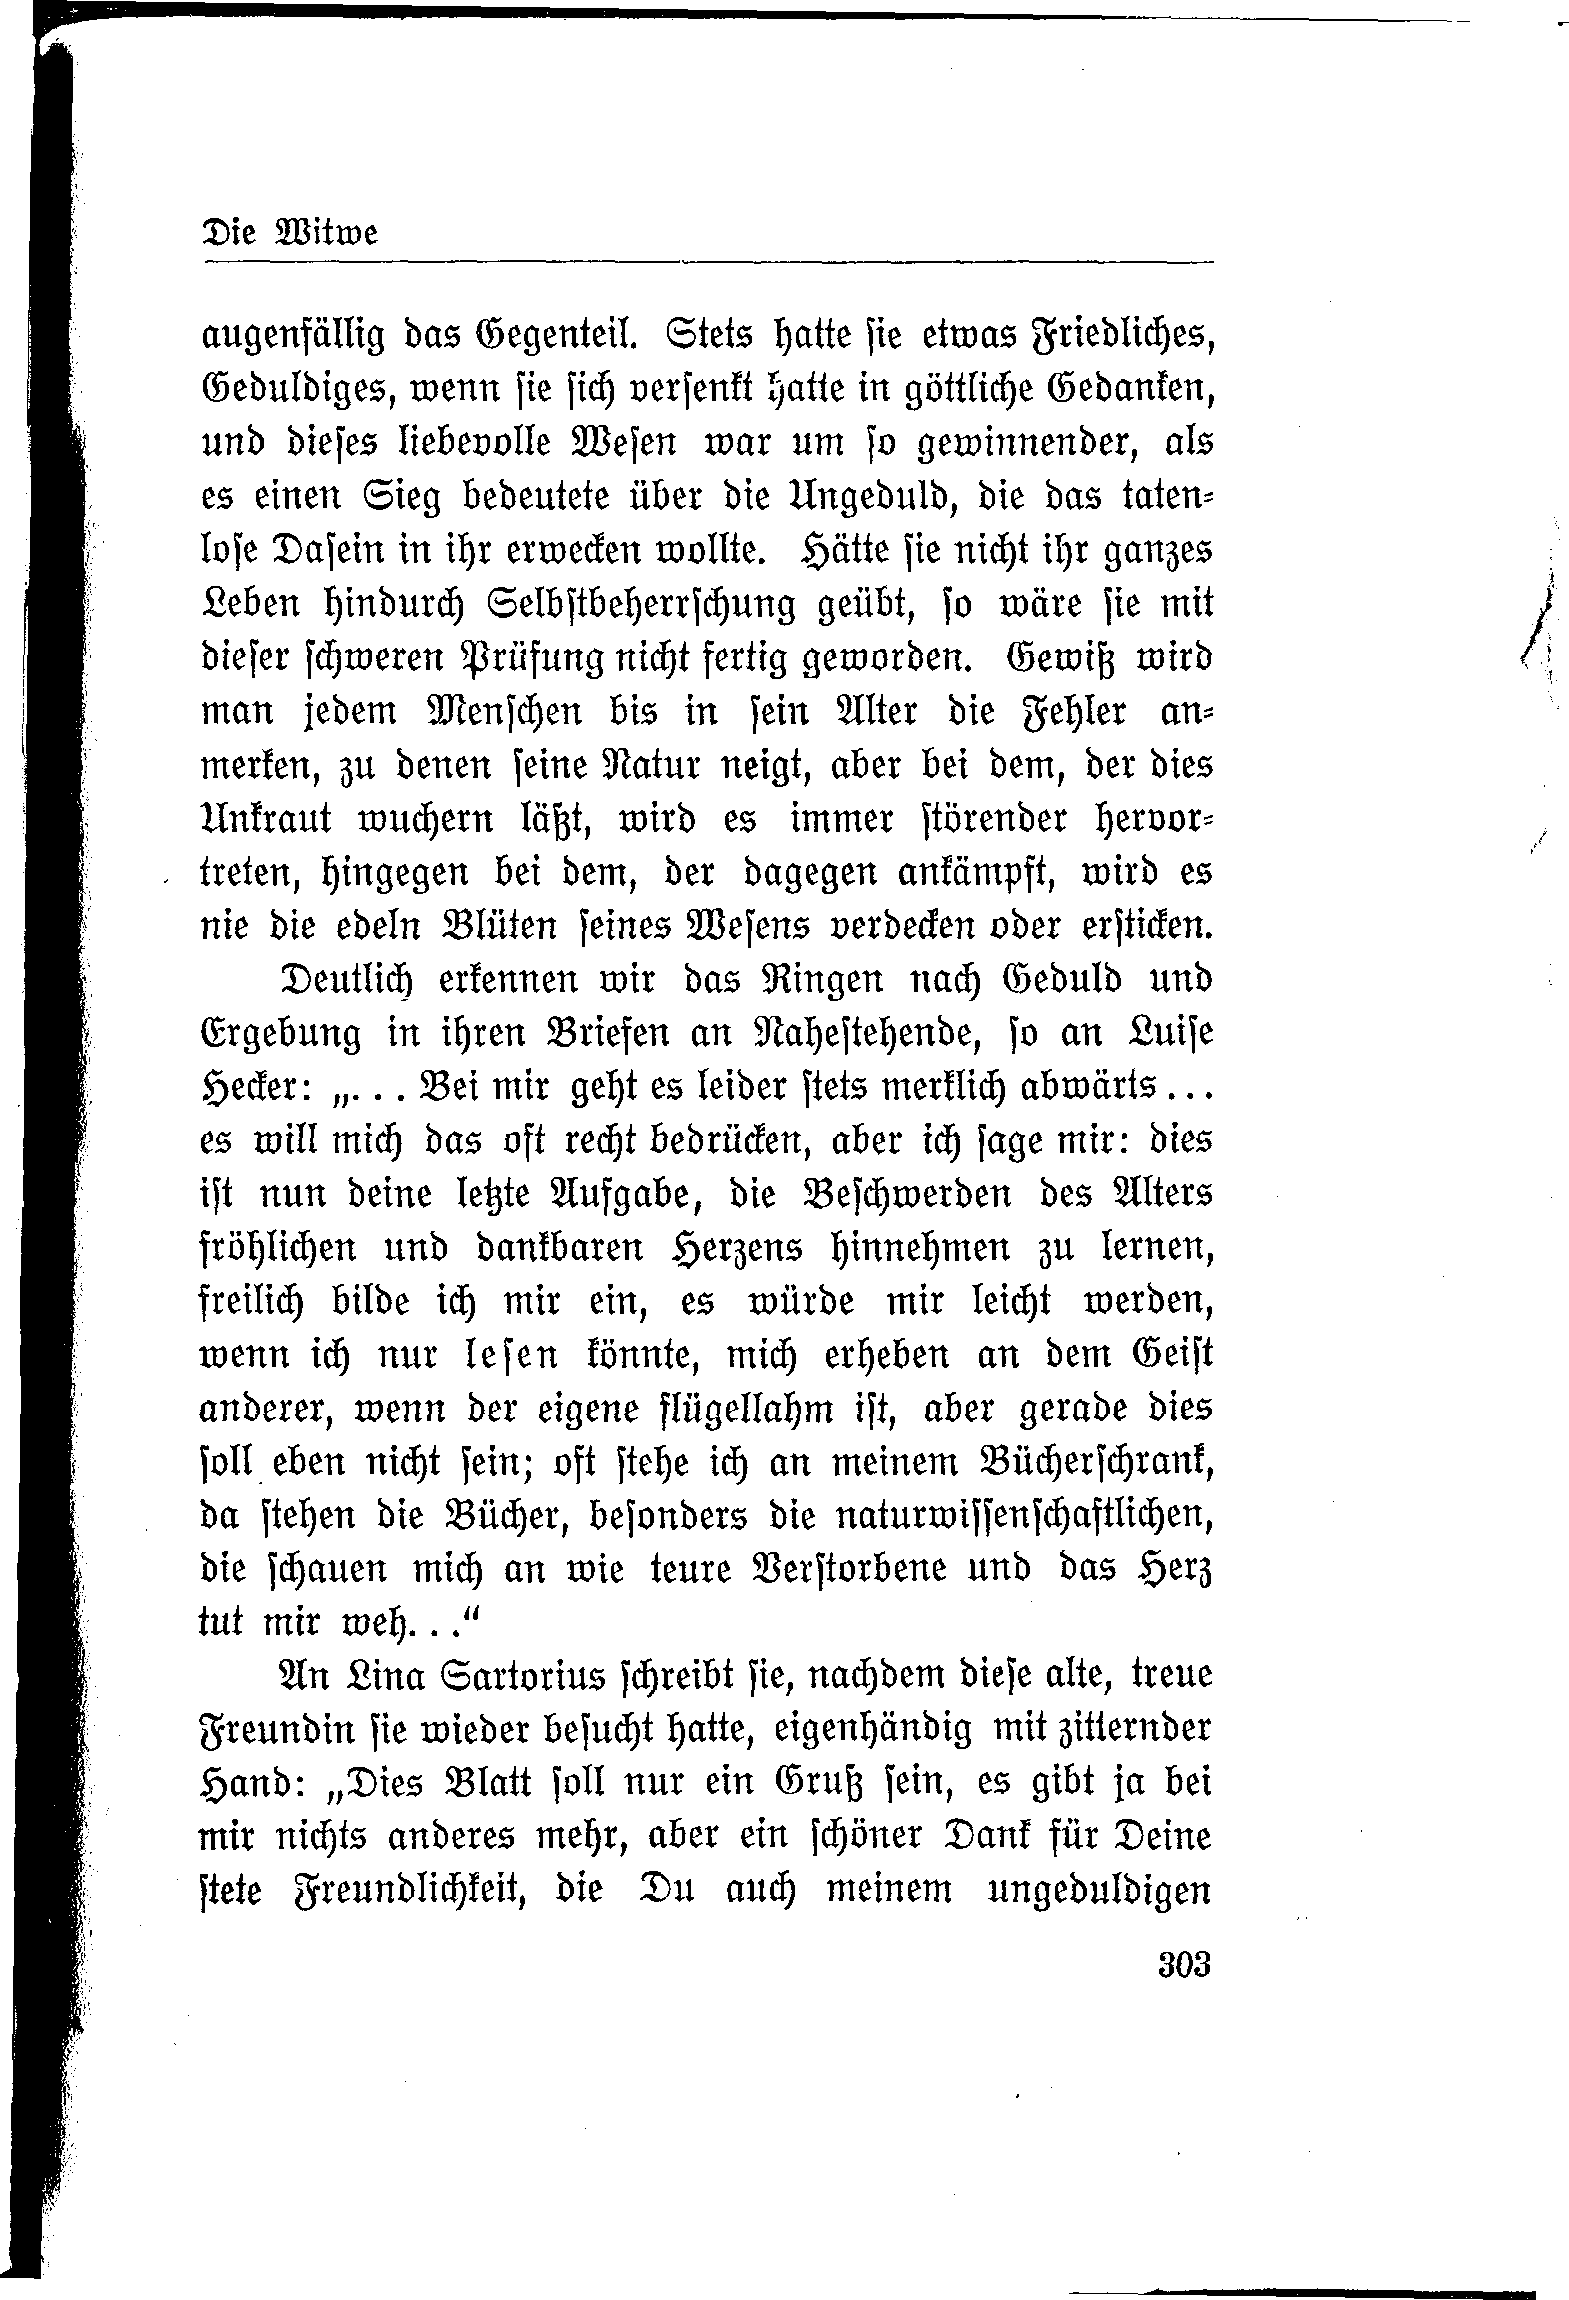 Die Witwe
augenfällig das Gegenteil. Stets hatte sie etwas Friedliches,
Geduldiges, wenn sie sich versenkt hatte in göttliche Gedanken,
und dieses liebevolle Wesen war um so gewinnender, als
es einen Sieg bedeutete über die Ungeduld, die das taten-
lose Dasein in ihr erwecken wollte. Hätte sie nicht ihr ganzes
Leben hindurch Selbstbeherrschung geübt, so wäre sie mit
dieser schweren Prüfung nicht fertig geworden. Gewiß wird
man jedem Menschen bis in sein Alter die Fehler an-
merken, zu denen seine Natur neigt, aber bei dem, der dies
Unkraut wuchern läßt, wird es immer störender hervor-
treten, hingegen bei dem, der dagegen ankämpft, wird es
nie die edeln Blüten seines Wesens verdecken oder ersticken.
Deutlich erkennen wir das Ringen nach Geduld und
Ergebung in ihren Briefen an Nahestehende, so an Luise
Hecker: „... Bei mir geht es leider stets merklich abwärts...
es will mich das oft recht bedrücken, aber ich sage mir: dies
ist nun deine letzte Aufgabe, die Beschwerden des Alters
fröhlichen und dankbaren Herzens hinnehmen zu lernen,
freilich bilde ich mir ein, es würde mir leicht werden,
wenn ich nur lesen könnte, mich erheben an dem Geist
anderer, wenn der eigene flügellahm ist, aber gerade dies
soll eben nicht sein; oft stehe ich an meinem Bücherschrank,
da stehen die Bücher, besonders die naturwissenschaftlichen,
die schauen mich an wie teure Verstorbene und das Herz
tut mir weh...“
An Lina Sartorius schreibt sie, nachdem diese alte, treue
Freundin sie wieder besucht hatte, eigenhändig mit zitternder
Hand: „Dies Blatt soll nur ein Gruß sein, es gibt ja bei
mir nichts anderes mehr, aber ein schöner Dank für Deine
stete Freundlichkeit, die Du auch meinem ungeduldigen
303